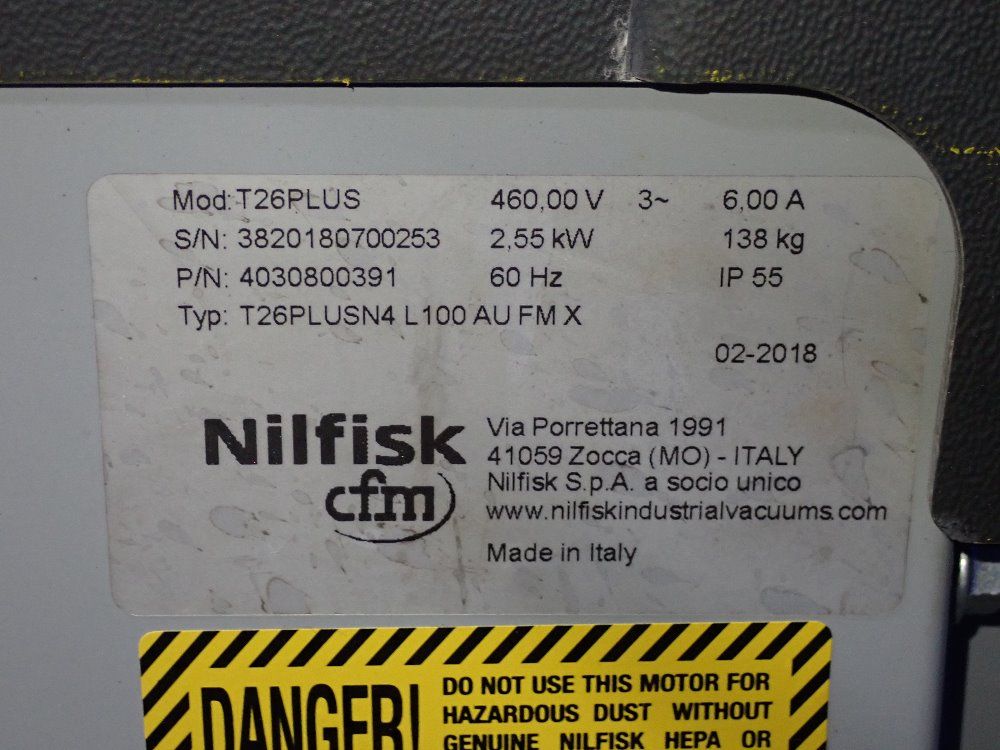 Mod: T26PLUS 460,00 V 3~ 6,00 A
S/N: 3820180700253 2,55 kW 138 kg
P/N: 4030800391 60 Hz IP 55
Typ: T26PLUSN4 L100 AU FM X
02-2018
Nilfisk
cfm
Via Porrettana 1991
41059 Zocca (MO) - ITALY
Nilfisk S.p.A. a socio unico
www.nilfiskindustrialvacuums.com
Made in Italy
DANGER!
DO NOT USE THIS MOTOR FOR
HAZARDOUS DUST WITHOUT
GENUINE NILFISK HEPA OR